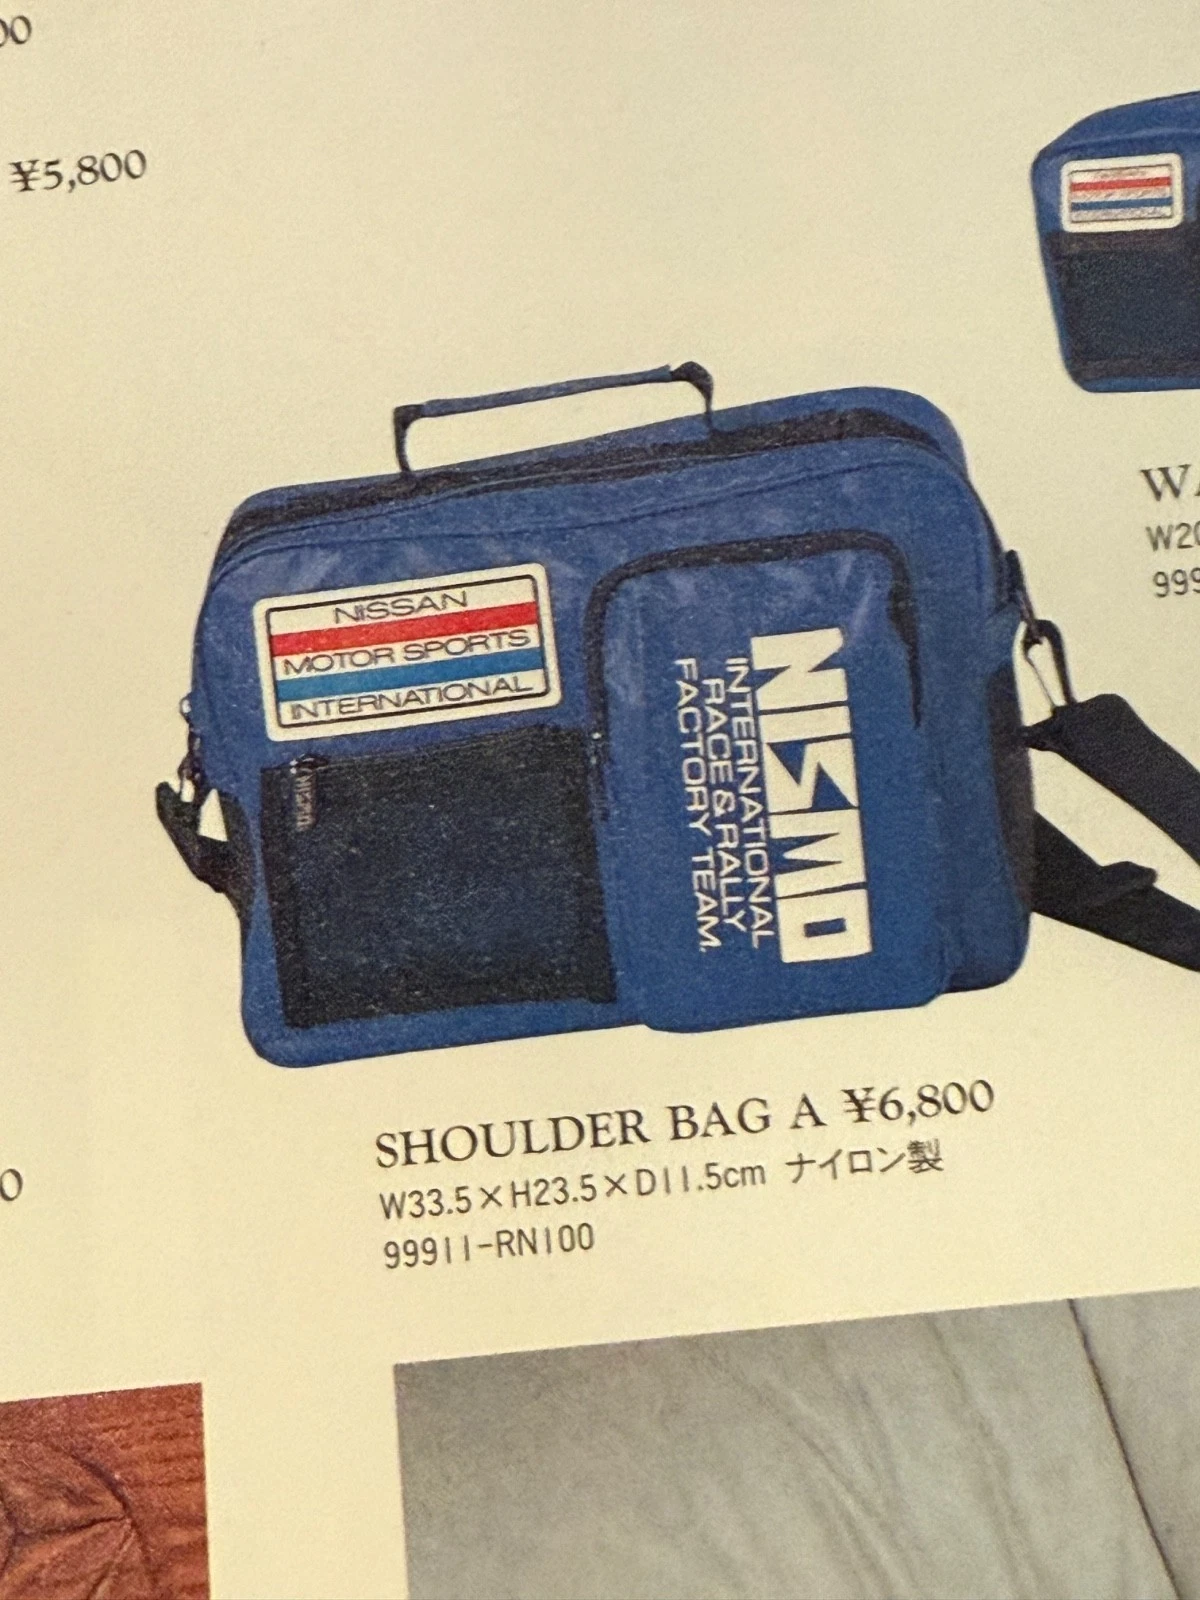 ¥5,800
NISSAN
MOTOR SPORTS
INTERNATIONAL
NISMO
INTERNATIONAL
RACE & RALLY
FACTORY TEAM.
SHOULDER BAG A ¥6,800
W33.5×H23.5×D11.5cm ナイロン製
99911-RN100